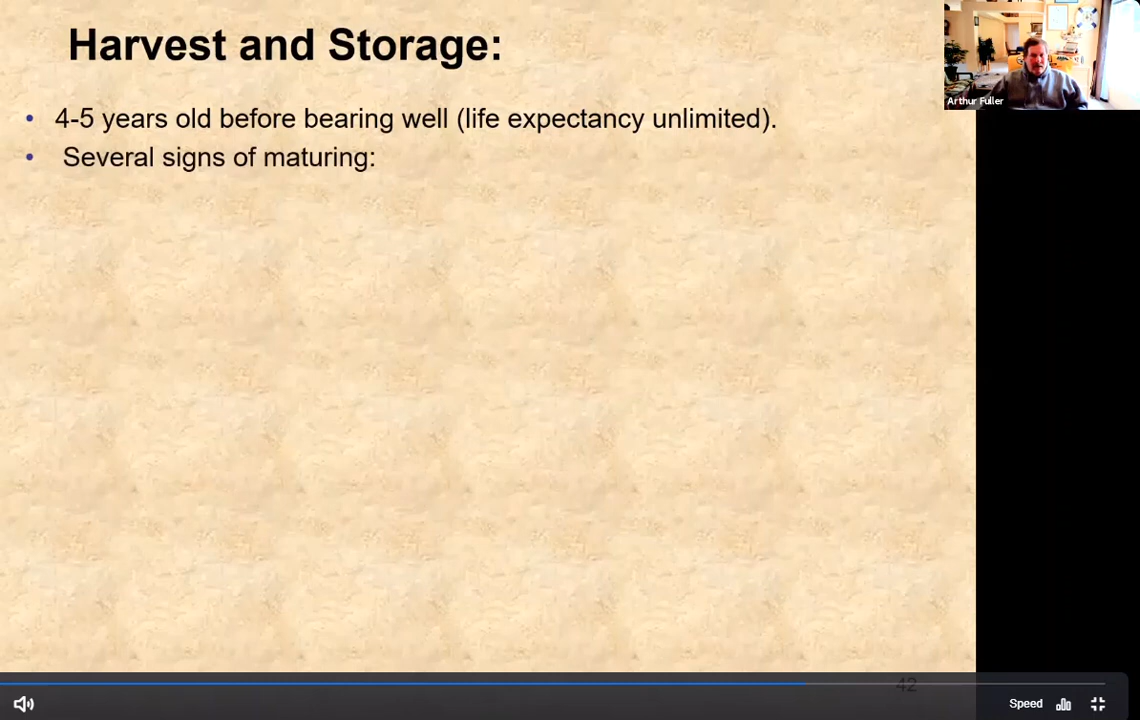 Harvest and Storage:
Arthur Fuller
• 4-5 years old before bearing well (life expectancy unlimited).
• Several signs of maturing:
42
Speed